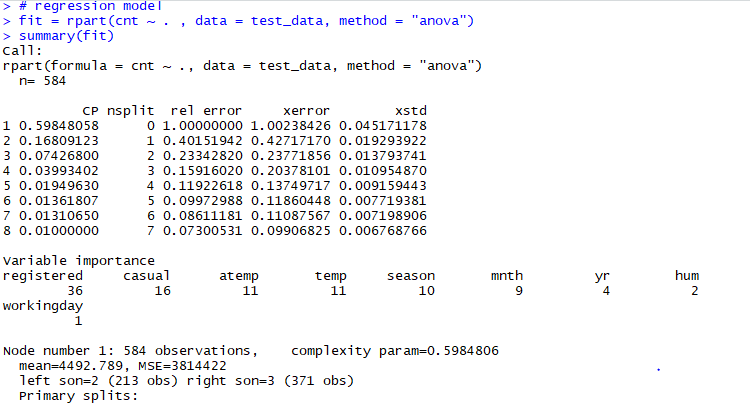 > # regression model
> fit = rpart(cnt ~ . , data = test_data, method = "anova")
> summary(fit)
Call:
rpart(formula = cnt ~ ., data = test_data, method = "anova")
  n= 584

          CP nsplit rel error     xerror        xstd
1 0.59848058      0 1.00000000 1.00238426 0.045171178
2 0.16809123      1 0.40151942 0.42717170 0.019293922
3 0.07426800      2 0.23342820 0.23771856 0.013793741
4 0.03993402      3 0.15916020 0.20378101 0.010954870
5 0.01949630      4 0.11922618 0.13749717 0.009159443
6 0.01361807      5 0.09972988 0.11860448 0.007719381
7 0.01310650      6 0.08611181 0.11087567 0.007198906
8 0.01000000      7 0.07300531 0.09906825 0.006768766

Variable importance
registered     casual      atemp       temp     season       mnth         yr        hum
        36         16         11         11         10          9          4          2
workingday
         1

Node number 1: 584 observations,    complexity param=0.5984806
  mean=4492.789, MSE=3814422
  left son=2 (213 obs) right son=3 (371 obs)
  Primary splits: